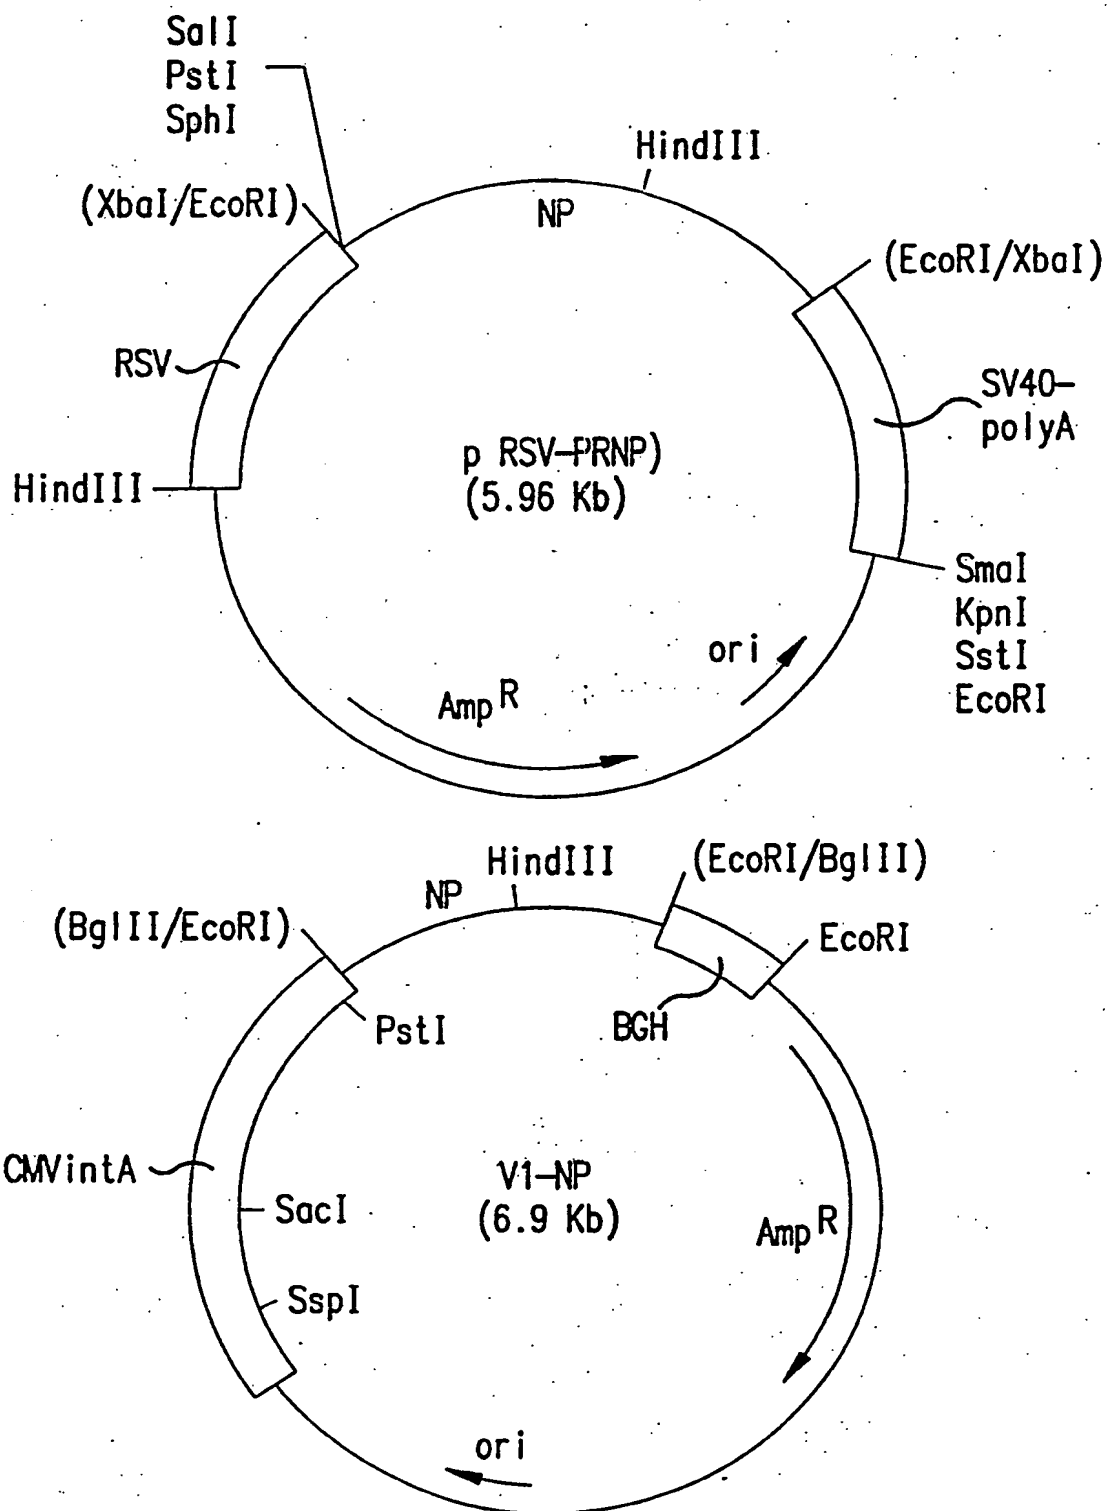 SalI
PstI
SphI
HindIII
(XbaI/EcoRI)
NP
(EcoRI/XbaI)
RSV
SV40-
polyA
p RSV-PRNP)
(5.96 Kb)
HindIII
SmaI
KpnI
SstI
EcoRI
ori
Amp R
HindIII
(EcoRI/BglII)
NP
(BglII/EcoRI)
EcoRI
PstI
BGH
CMVintA
V1-NP
(6.9 Kb)
SacI
Amp R
SspI
ori